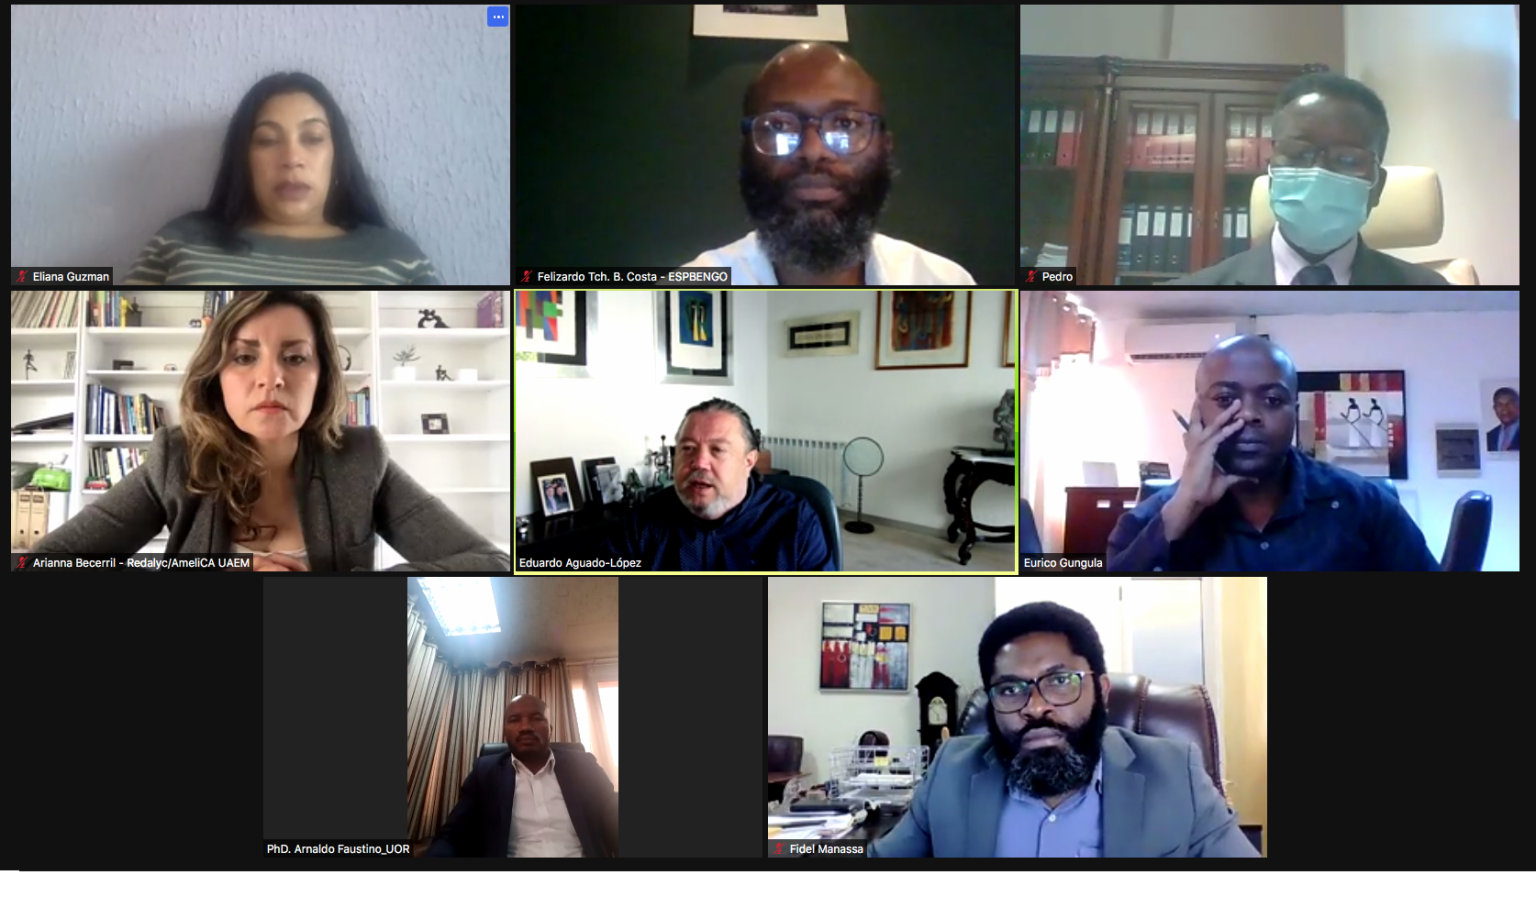 Eliana Guzman
Felizardo Tch. B. Costa - ESPBENGO
Pedro
Arianna Becerril - Redalyc/AmeliCA UAEM
Eduardo Aguado-López
Eurico Gungula
PhD. Arnaldo Faustino_UOR
Fidel Manassa